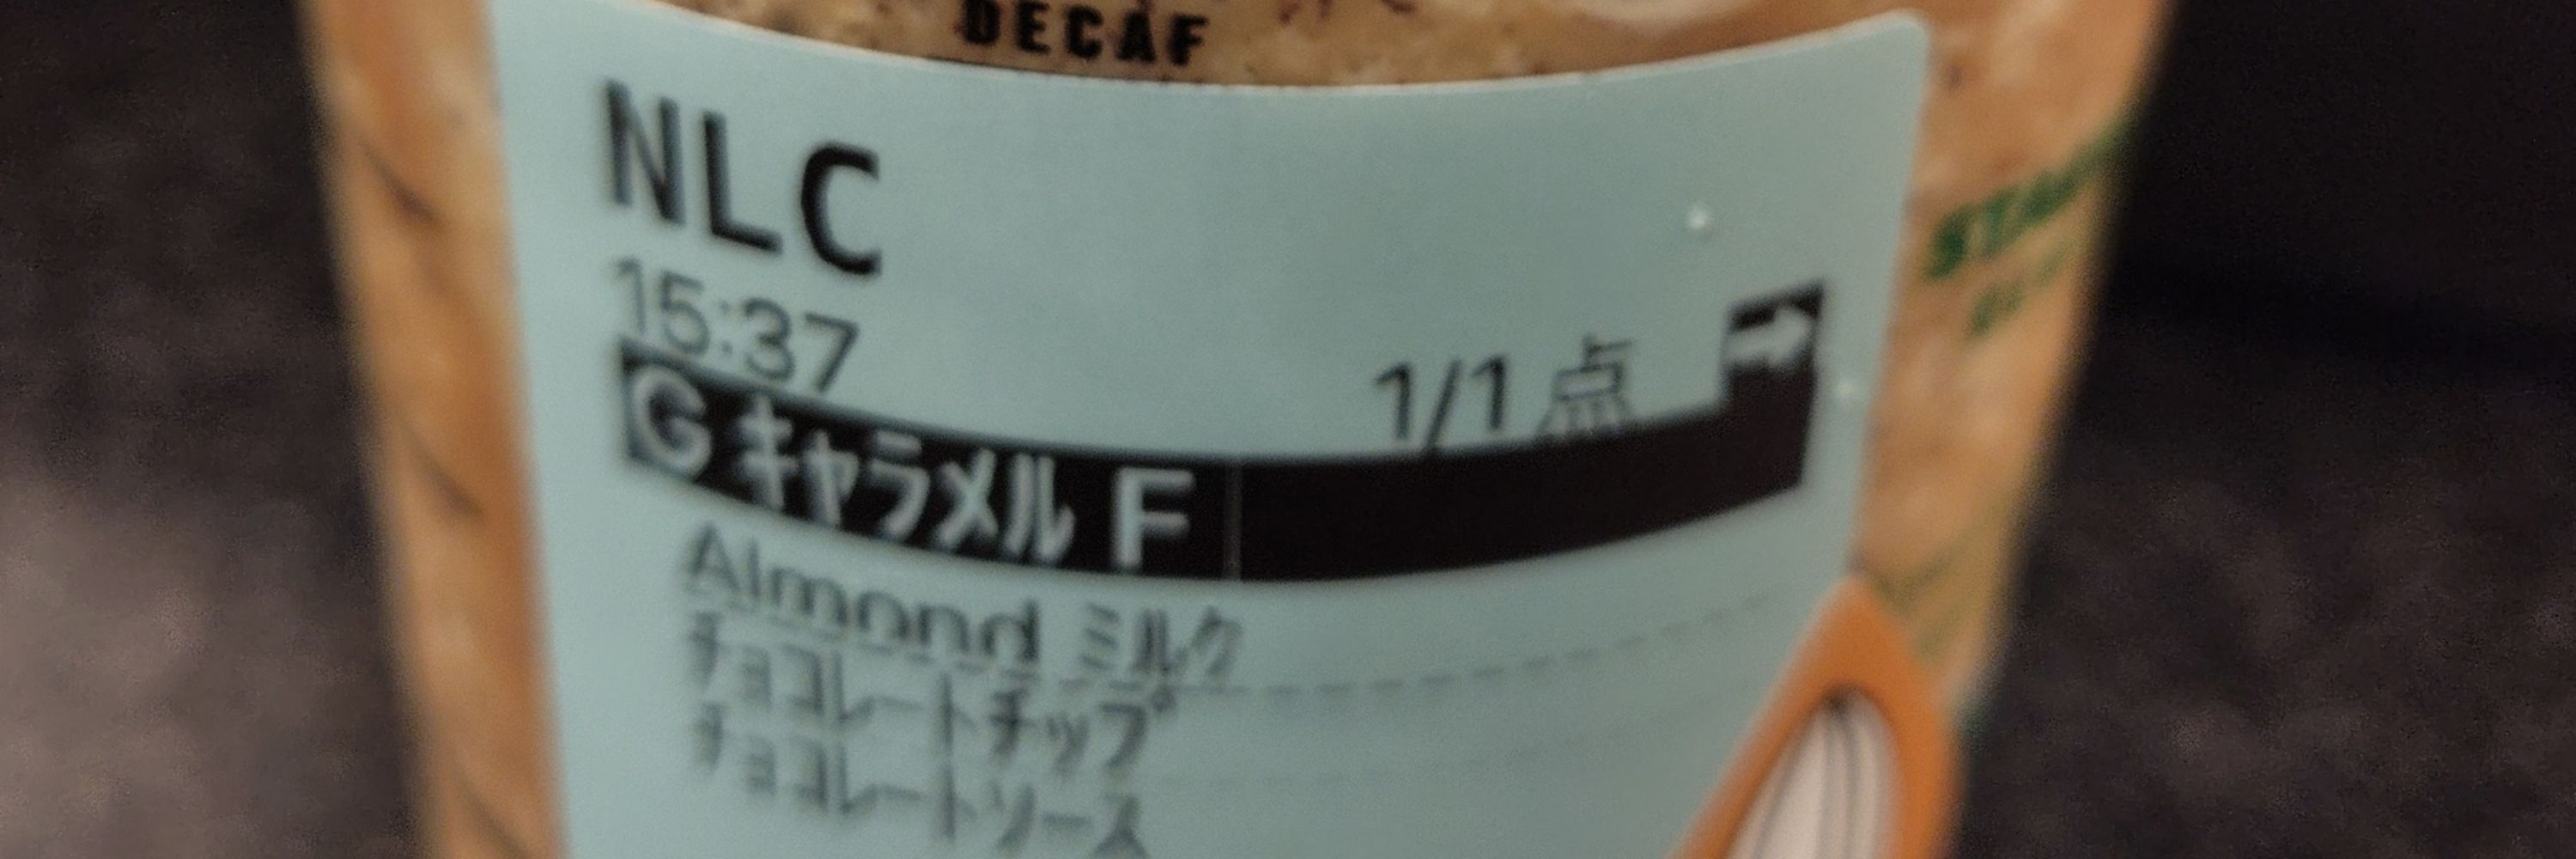 DECAF
NLC
15:37
1/1 点
G キャラメル F
Almond ミルク
チョコレートチップ
チョコレートソース